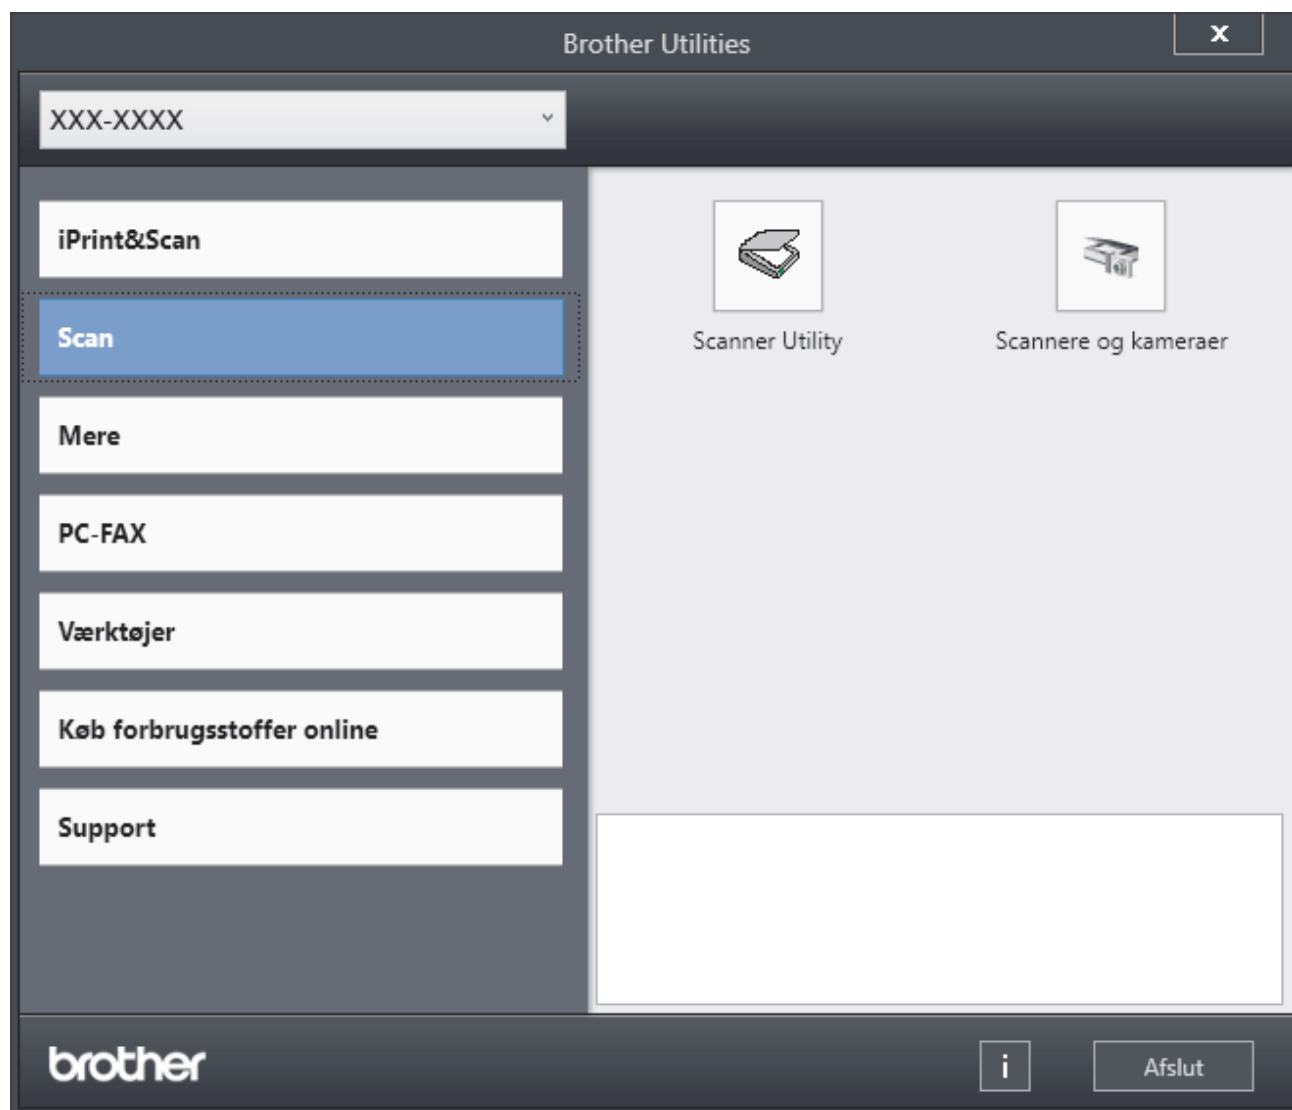 Brother Utilities
x
XXX-XXXX
iPrint&Scan
Scan
Mere
PC-FAX
Værktøjer
Køb forbrugsstoffer online
Support
Scanner Utility
Scannere og kameraer
brother
i
Afslut